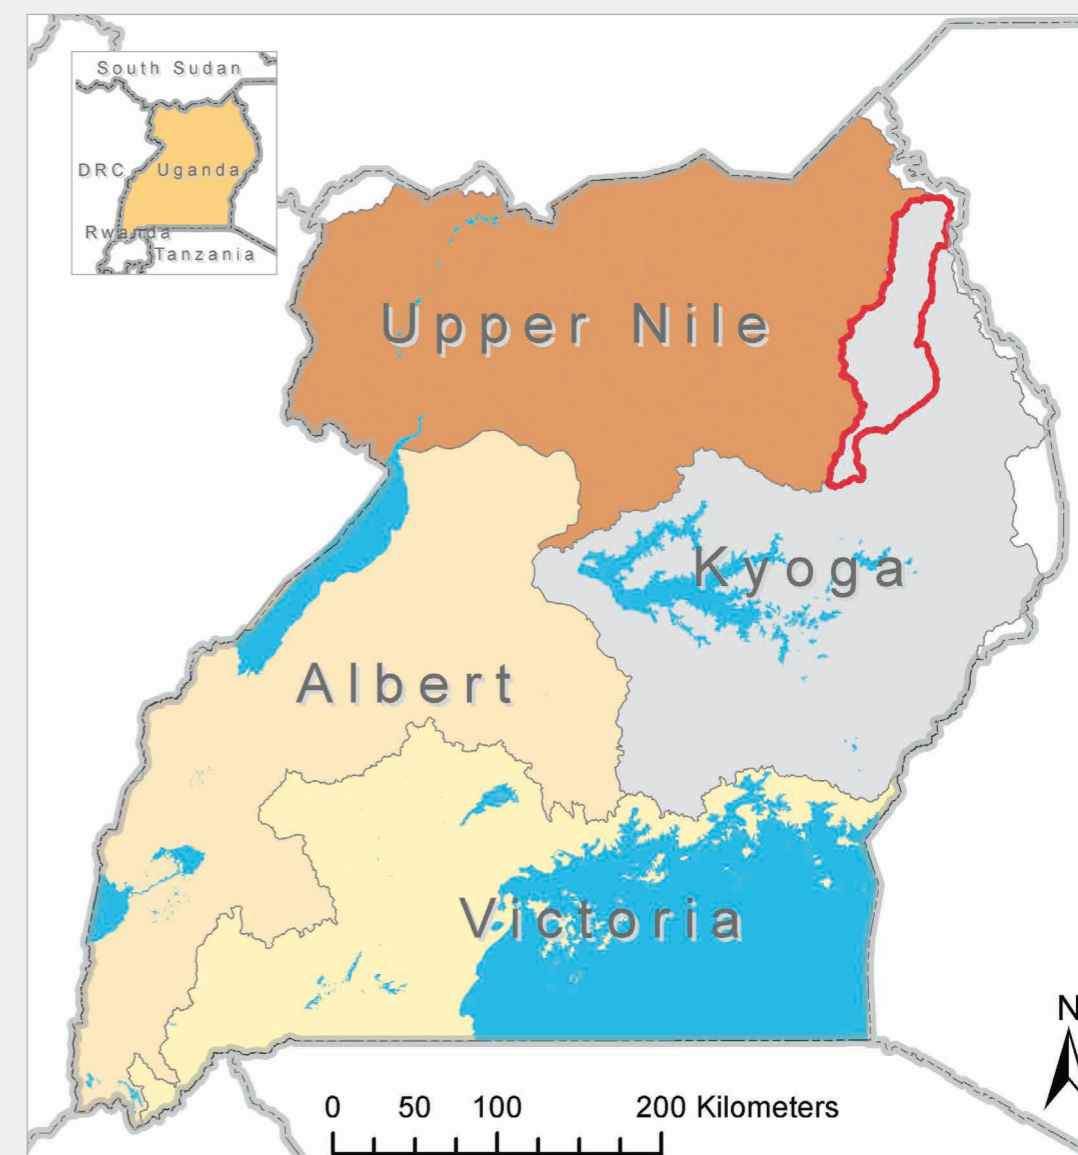 South Sudan
DRC
Uganda
Rwanda
Tanzania
Upper Nile
Kyoga
Albert
Victoria
N
0 50 100 200 Kilometers